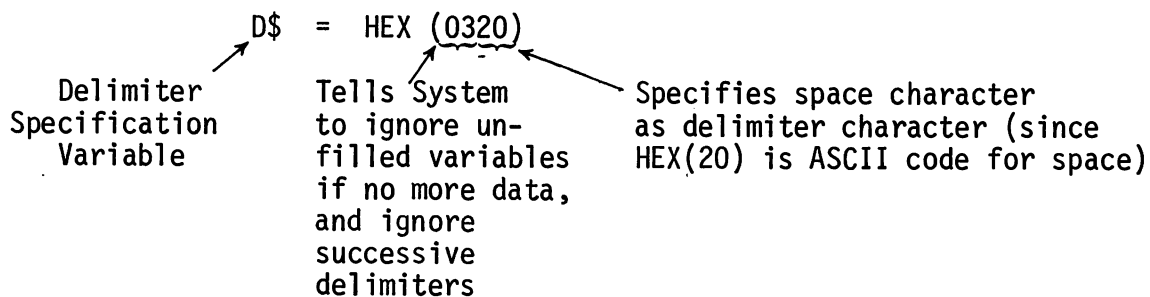 D$ = HEX (0320)
Delimiter
Specification
Variable
Tells System
to ignore un-
filled variables
if no more data,
and ignore
successive
delimiters
Specifies space character
as delimiter character (since
HEX(20) is ASCII code for space)